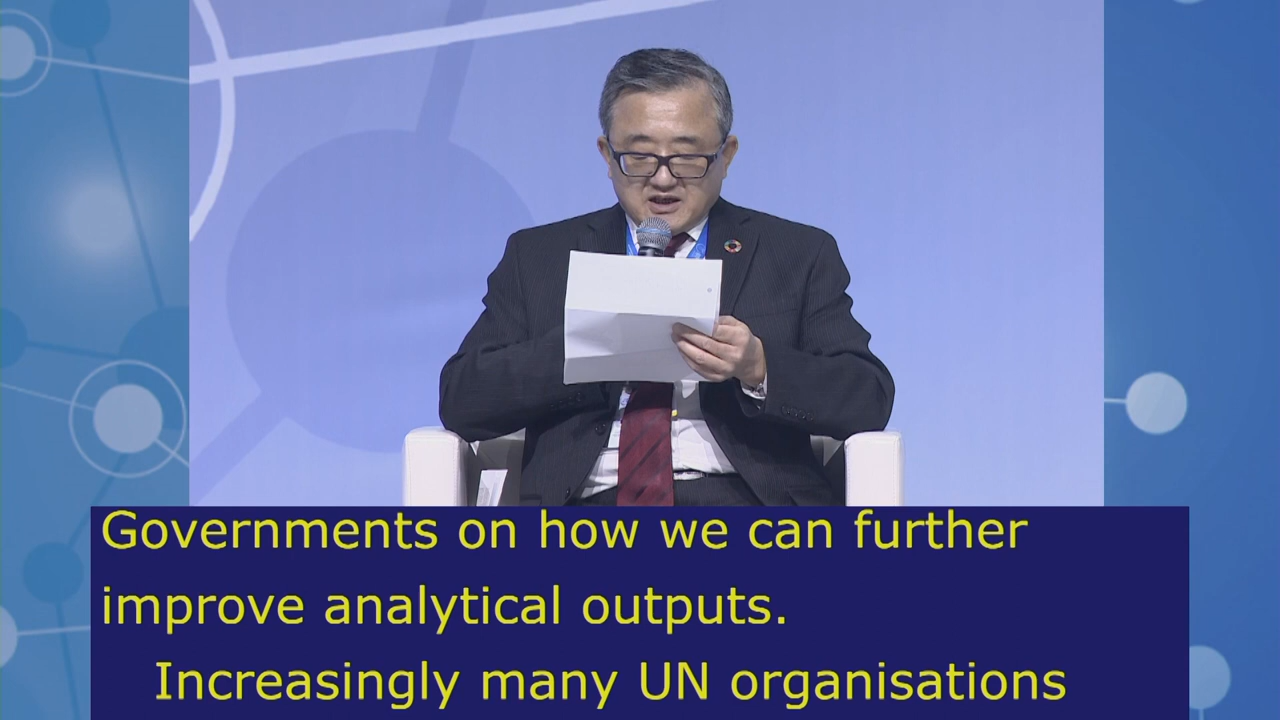 Governments on how we can further
improve analytical outputs.
Increasingly many UN organisations